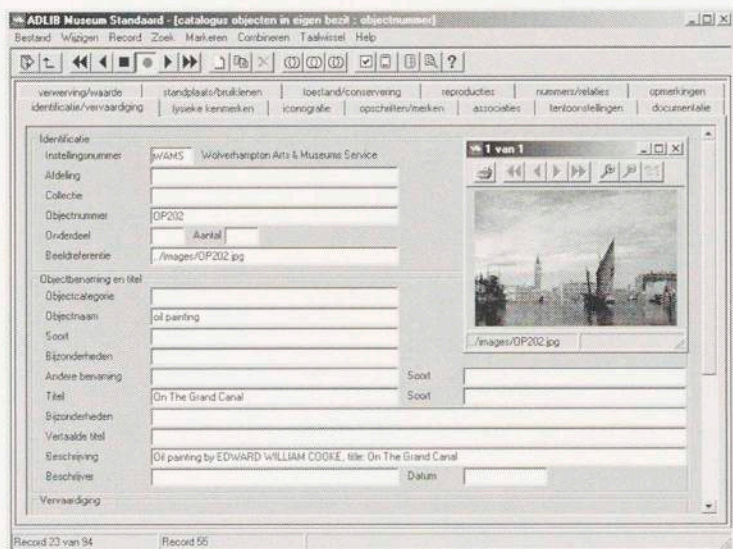 ADLIB Museum Standaard - [catalogus objecten in eigen bezit : objectnummer]
Bestand Wijzigen Record Zoek Markeren Combineren Taalwissel Help
verwerving/waarde standplaats/bruiklenen toestand/conservering reproducties nummers/relaties opmerkingen
identificatie/vervaardiging fysieke kenmerken iconografie opschriften/merken associaties tentoonstellingen documentatie
Identificatie
Instellingsnummer WAMS Wolverhampton Arts & Museums Service
Afdeling
Collectie
Objectnummer OP202
Onderdeel Aantal
Beeldreferentie ../images/OP202.jpg
1 van 1
1:1
../images/OP202.jpg
Objectbenaming en titel
Objectcategorie
Objectnaam oil painting
Soort
Bijzonderheden
Andere benaming Soort
Titel On The Grand Canal Soort
Bijzonderheden
Vertaalde titel
Beschrijving Oil painting by EDWARD WILLIAM COOKE, title: On The Grand Canal
Beschrijver Datum
Vervaardiging
Record 23 van 94 Record 55